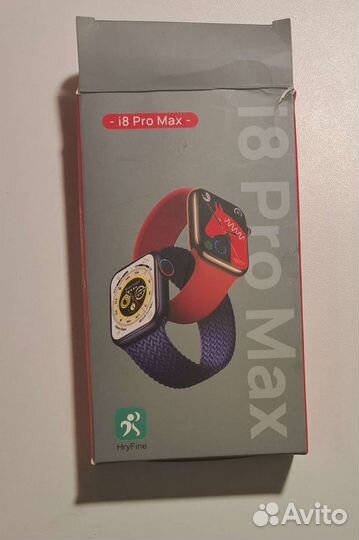 - i8 Pro Max -
i8 Pro Max
HryFine
Avito